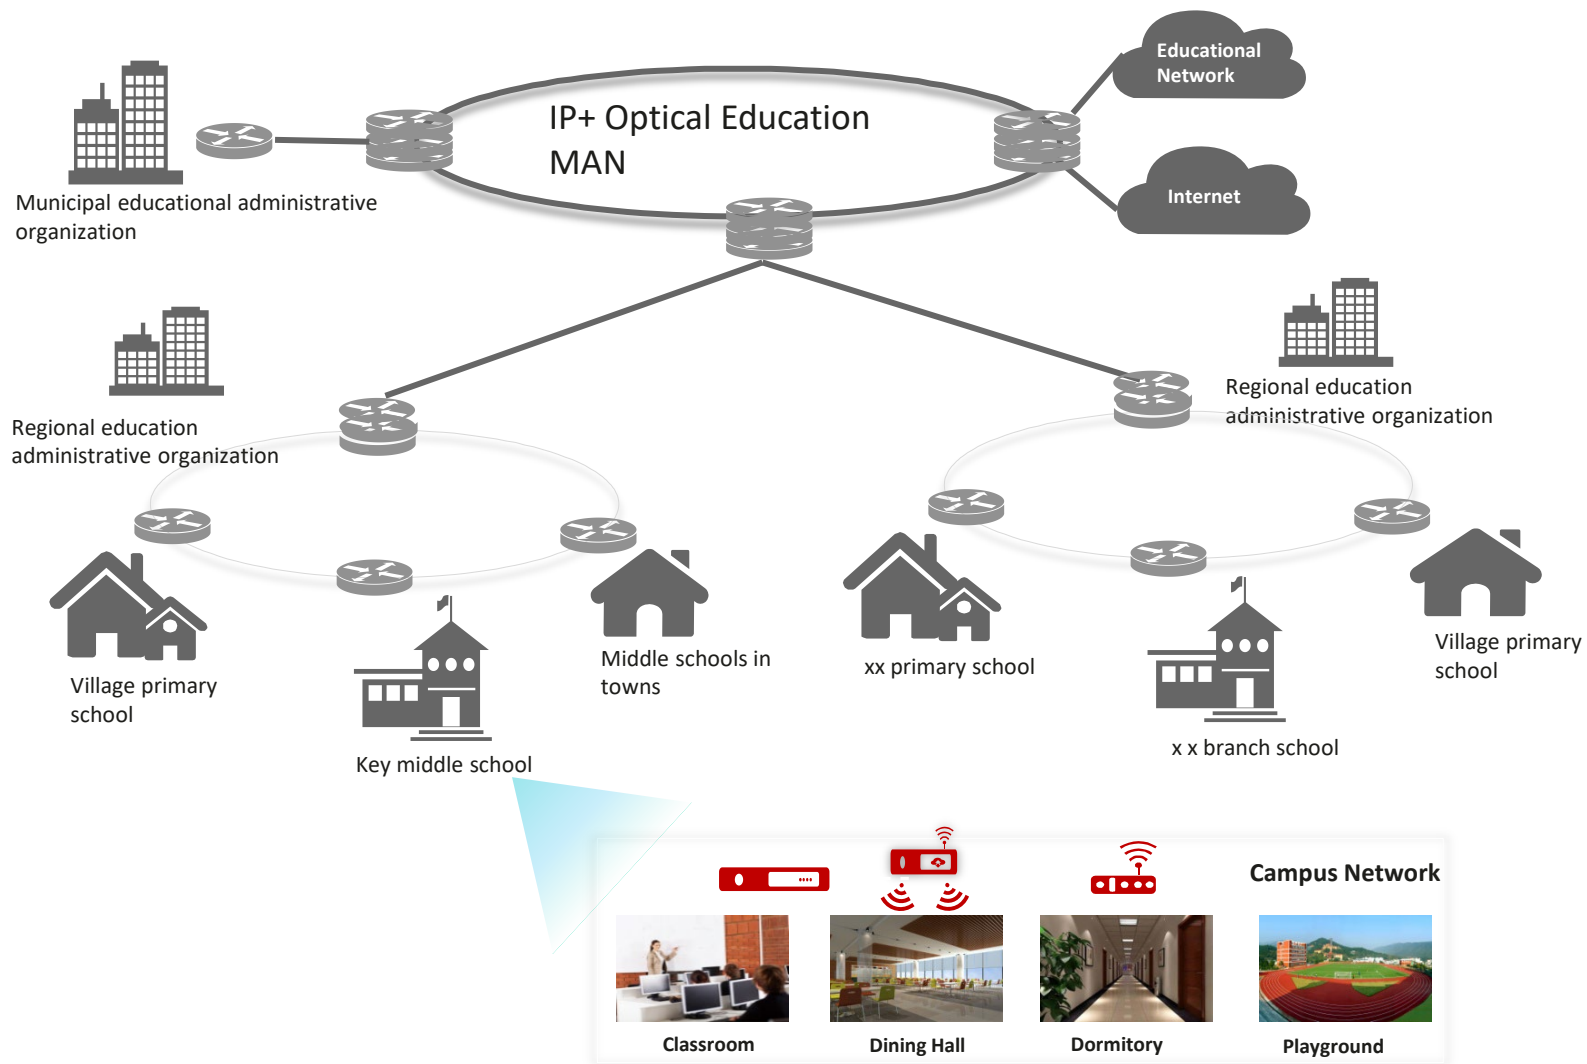 Educational
Network
IP+ Optical Education
MAN
Internet
Municipal educational administrative
organization
Regional education
administrative organization
Regional education
administrative organization
Village primary
school
Key middle school
Middle schools in
towns
xx primary school
x x branch school
Village primary
school
Campus Network
Classroom
Dining Hall
Dormitory
Playground